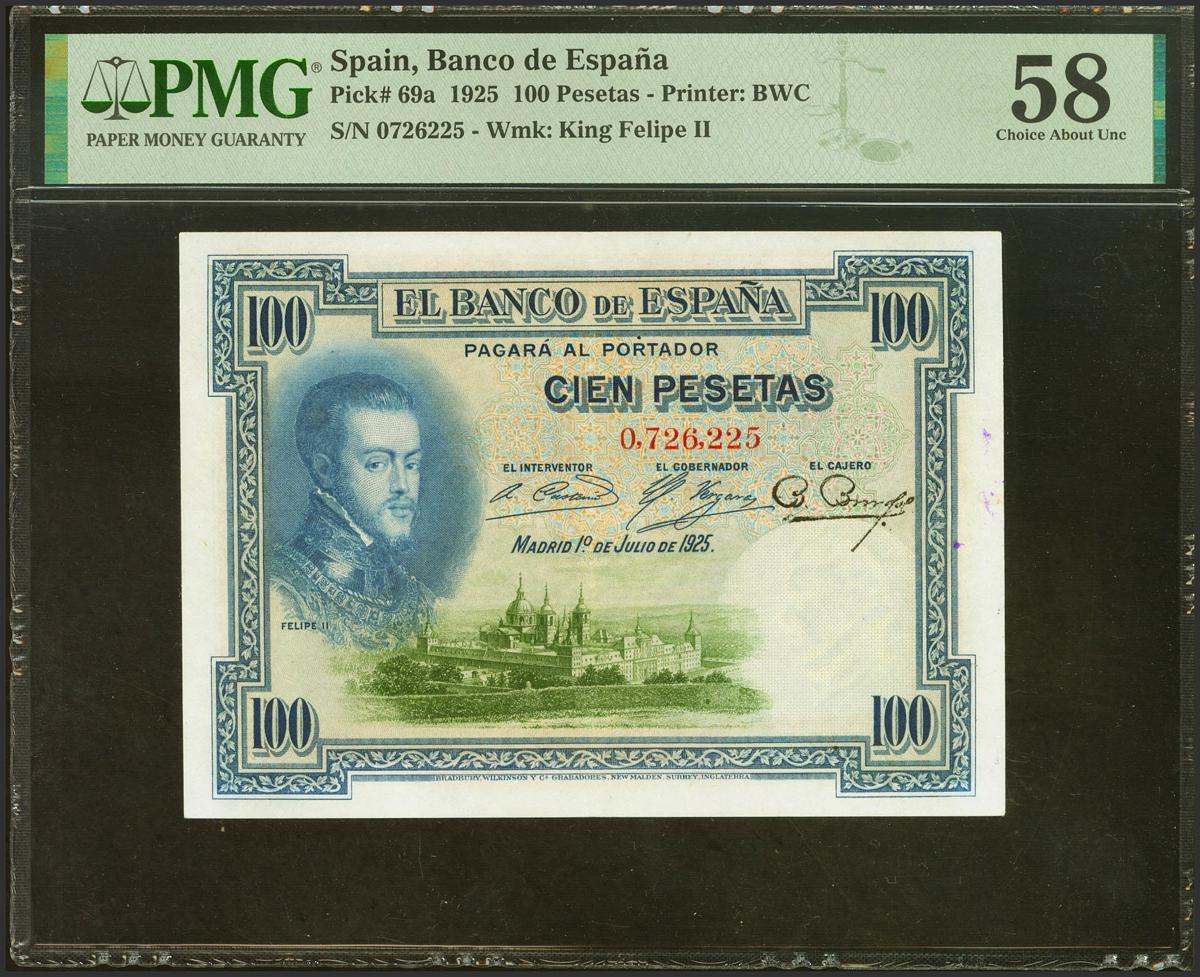 PMG®
PAPER MONEY GUARANTY
Spain, Banco de España
Pick# 69a 1925 100 Pesetas - Printer: BWC
S/N 0726225 - Wmk: King Felipe II
58
Choice About Unc
100
EL BANCO DE ESPAÑA
100
PAGARÁ AL PORTADOR
CIEN PESETAS
0,726,225
EL INTERVENTOR EL GOBERNADOR EL CAJERO
MADRID 1º DE JULIO DE 1925.
FELIPE II
100
100
BRADBURY, WILKINSON Y Cª GRABADORES, NEW MALDEN, SURREY, INGLATERRA